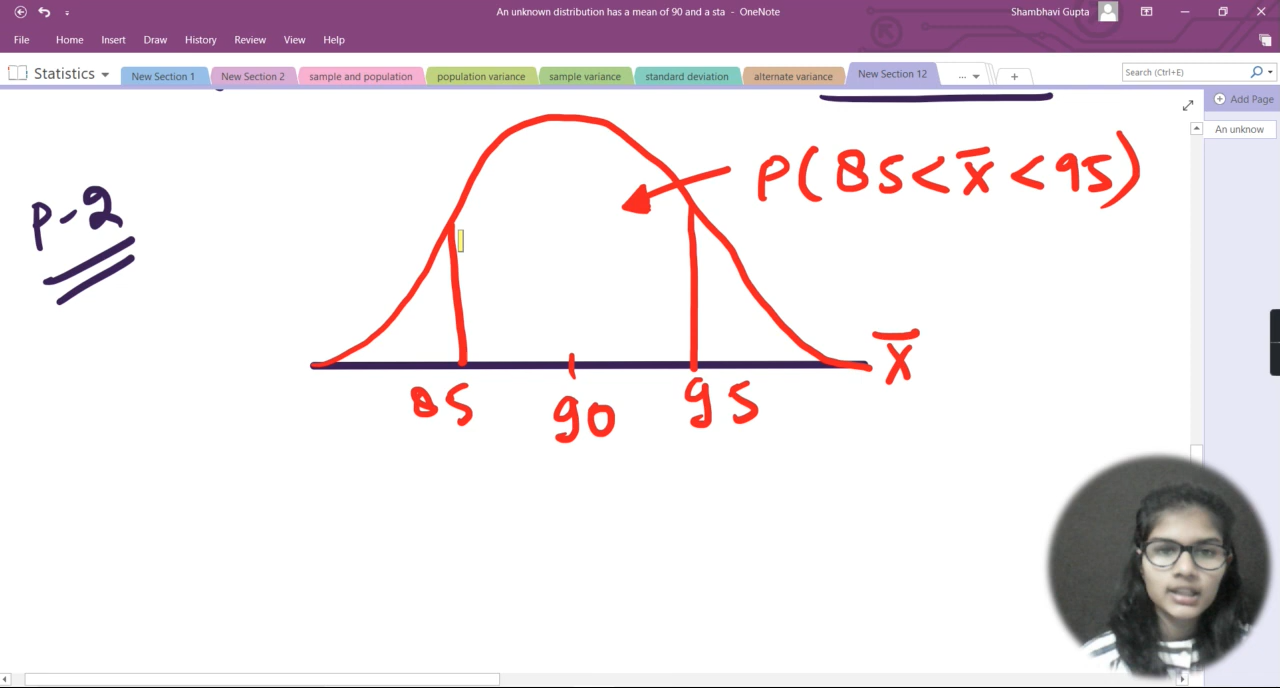 An unknown distribution has a mean of 90 and a sta - OneNote
Shambhavi Gupta
File Home Insert Draw History Review View Help
Statistics New Section 1 New Section 2 sample and population population variance sample variance standard deviation alternate variance New Section 12 ... + Search (Ctrl+E)
+ Add Page
An unknow
P(85<x̅<95)
P-2
x̅
85 90 95